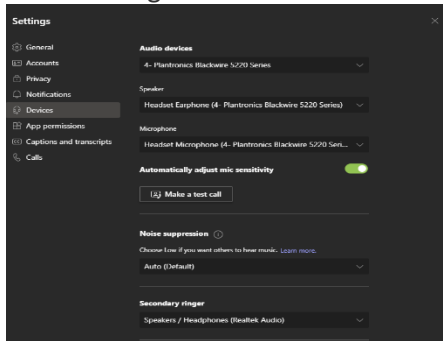 Settings
General
Accounts
Privacy
Notifications
Devices
App permissions
Captions and transcripts
Calls
Audio devices
4- Plantronics Blackwire 5220 Series
Speaker
Headset Earphone (4- Plantronics Blackwire 5220 Series)
Microphone
Headset Microphone (4- Plantronics Blackwire 5220 Seri...
Automatically adjust mic sensitivity
Make a test call
Noise suppression
Choose Low if you want others to hear music. Learn more.
Auto (Default)
Secondary ringer
Speakers / Headphones (Realtek Audio)